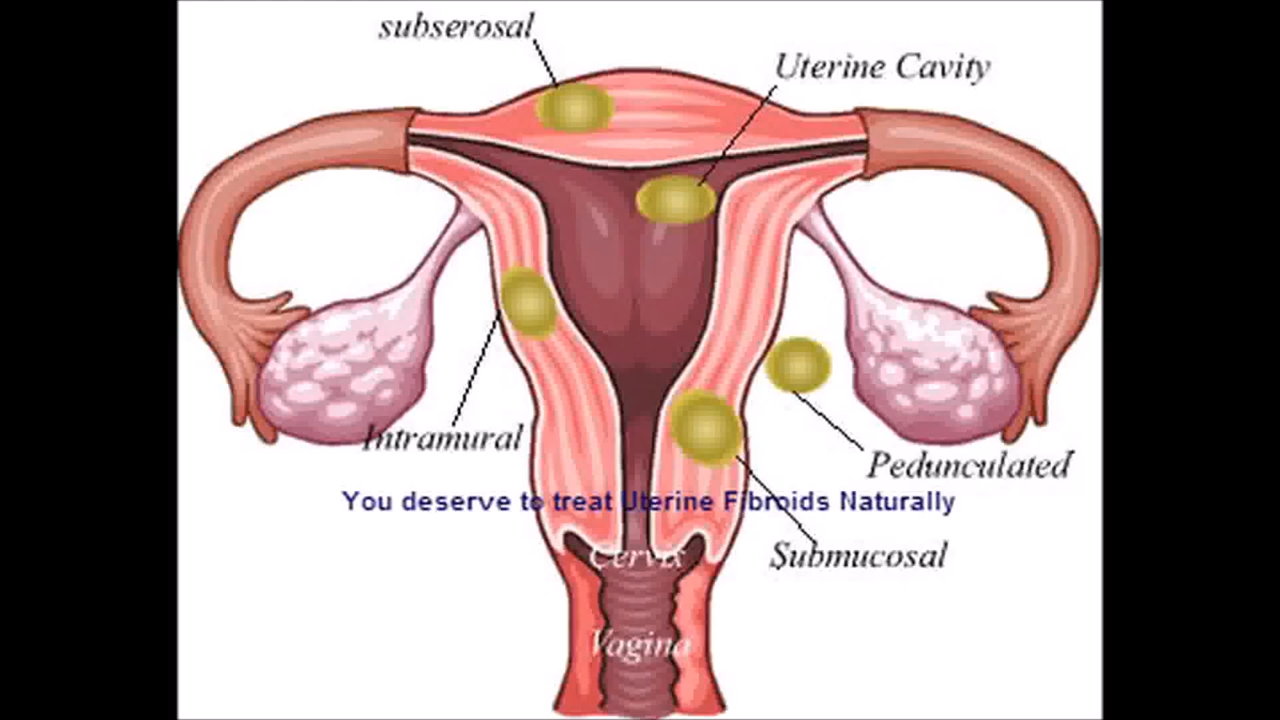 subserosal
Uterine Cavity
Intramural
Pedunculated
You deserve to treat Uterine Fibroids Naturally
Cervix
Submucosal
Vagina